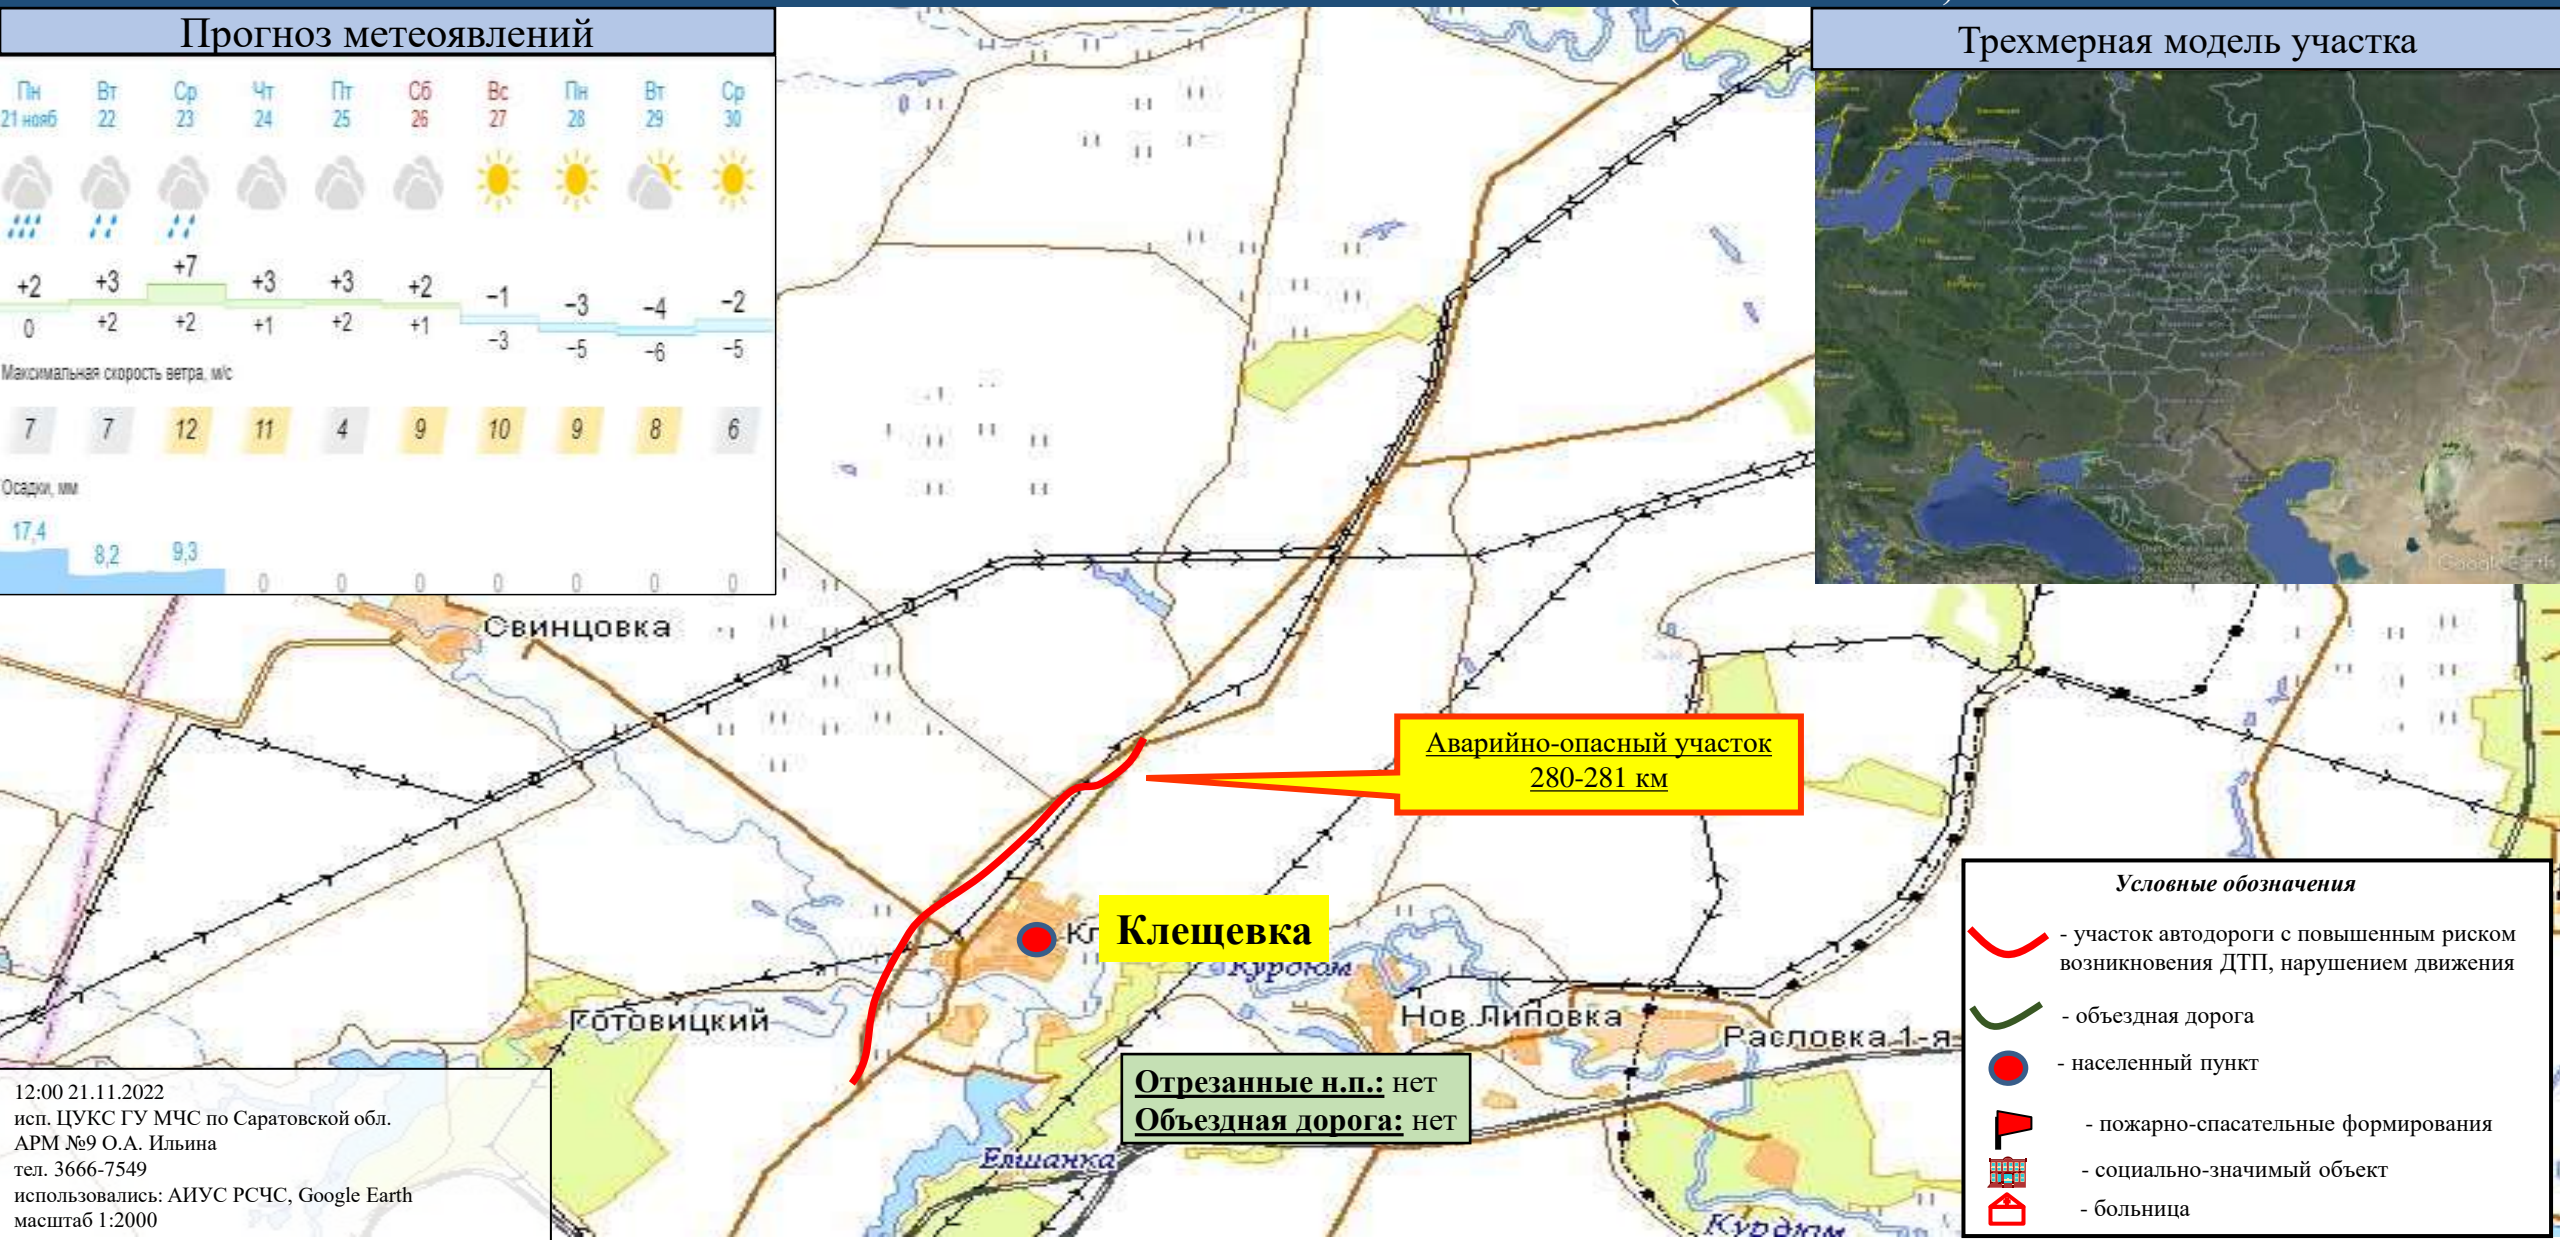 Прогноз метеоявлений
Пн Вт Ср Чт Пт Сб Вс Пн Вт Ср
21 нояб 22 23 24 25 26 27 28 29 30
+2 +3 +7 +3 +3 +2 −1 −3 −4 −2
0 +2 +2 +1 +2 +1 −3 −5 −6 −5
Максимальная скорость ветра, м/с
7 7 12 11 4 9 10 9 8 6
Осадки, мм
17,4 8,2 9,3 0 0 0 0 0 0 0
Трехмерная модель участка
Google earth
Свинцовка
Аварийно-опасный участок
280-281 км
Клещевка
Курдюм
Готовицкий
Нов.Липовка
Расловка 1-я
Отрезанные н.п.: нет
Объездная дорога: нет
Елшанка
Курдюм
12:00 21.11.2022
исп. ЦУКС ГУ МЧС по Саратовской обл.
АРМ №9 О.А. Ильина
тел. 3666-7549
использовались: АИУС РСЧС, Google Earth
масштаб 1:2000
Условные обозначения
- участок автодороги с повышенным риском
возникновения ДТП, нарушением движения
- объездная дорога
- населенный пункт
- пожарно-спасательные формирования
- социально-значимый объект
- больница